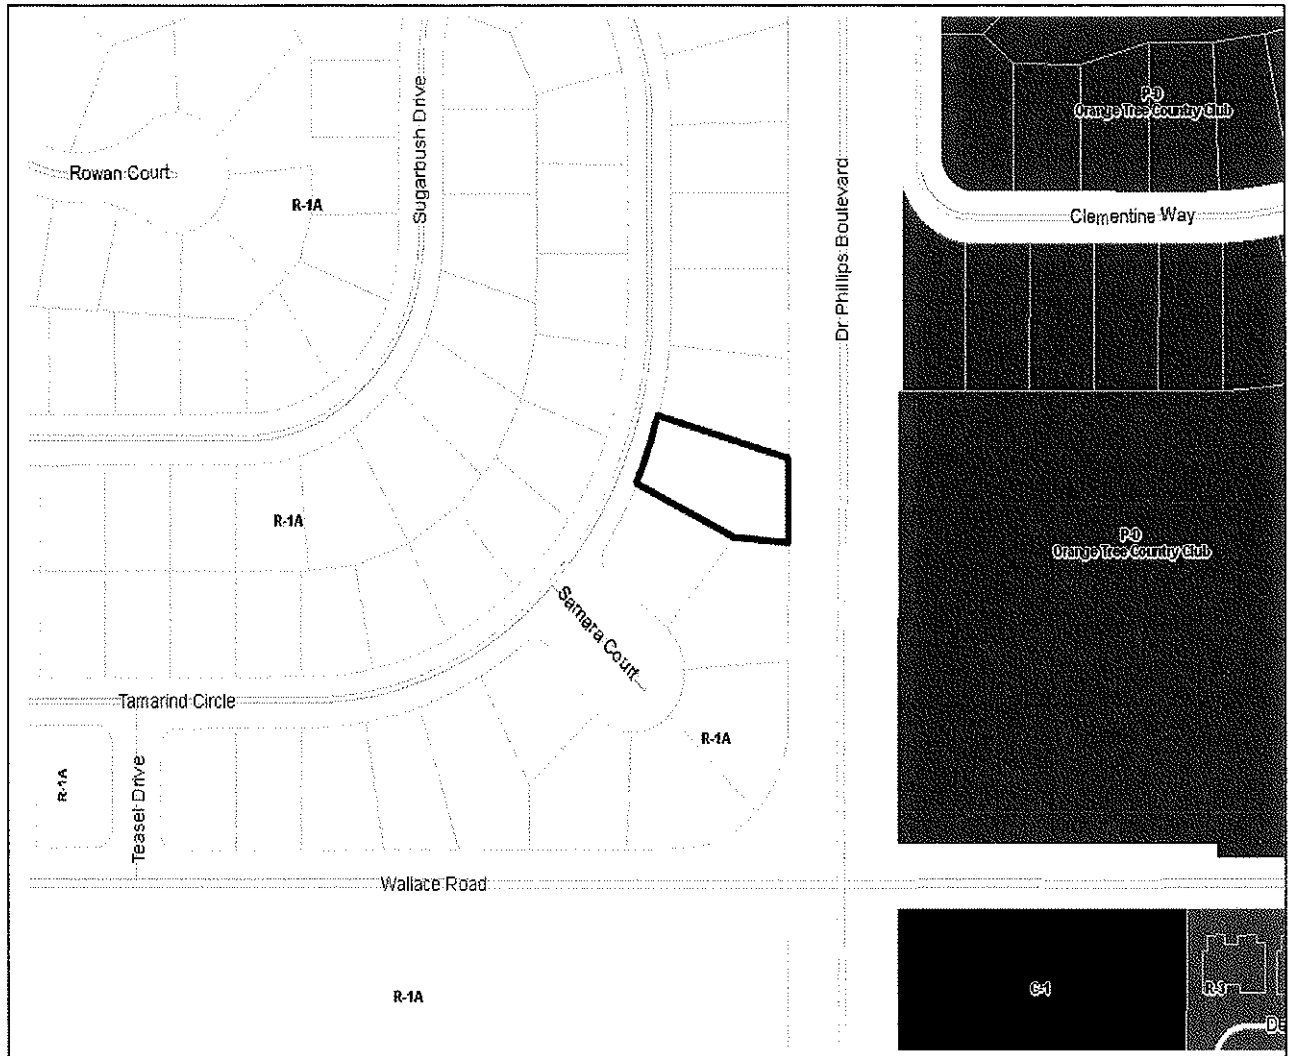 P-D
Orange Tree Country Club
Rowan Court
Sugarbush Drive
R-1A
Dr Phillips Boulevard
Clementine Way
R-1A
P-D
Orange Tree Country Club
Samara Court
Tamarind Circle
R-1A
R-1A
Teasel Drive
Wallace Road
R-1A
C-1
R-3